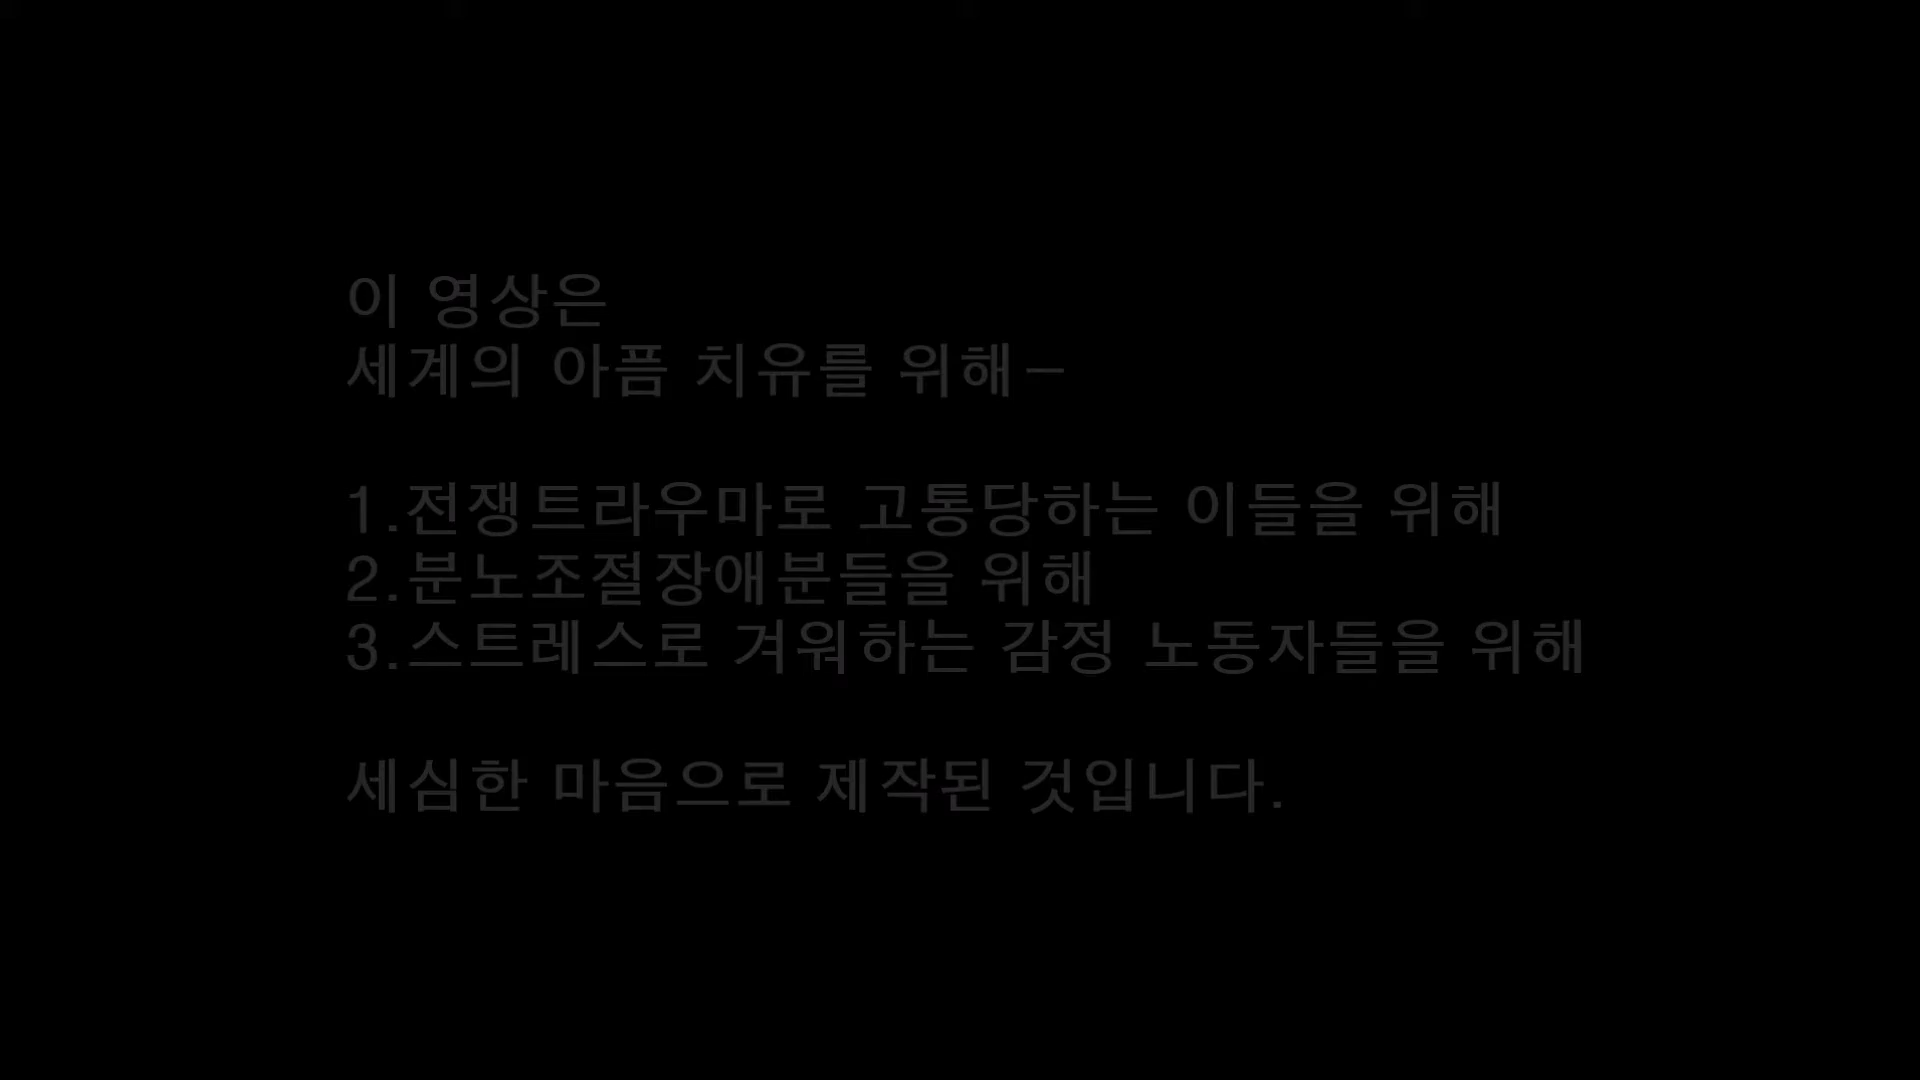 이 영상은
세계의 아픔 치유를 위해-
1.전쟁트라우마로 고통당하는 이들을 위해
2.분노조절장애분들을 위해
3.스트레스로 겨워하는 감정 노동자들을 위해
세심한 마음으로 제작된 것입니다.